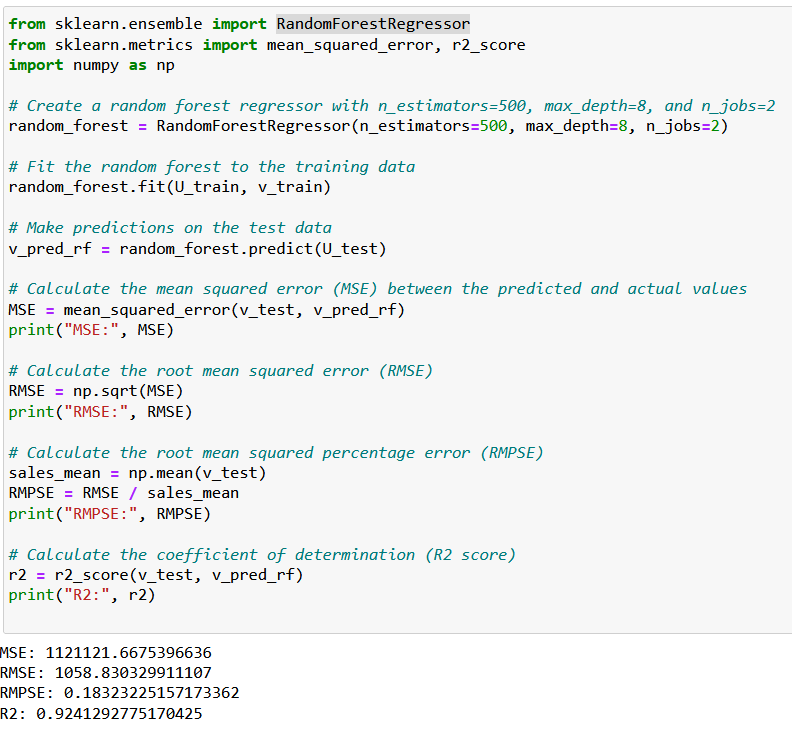 from sklearn.ensemble import RandomForestRegressor
from sklearn.metrics import mean_squared_error, r2_score
import numpy as np
# Create a random forest regressor with n_estimators=500, max_depth=8, and n_jobs=2
random_forest = RandomForestRegressor(n_estimators=500, max_depth=8, n_jobs=2)
# Fit the random forest to the training data
random_forest.fit(U_train, v_train)
# Make predictions on the test data
v_pred_rf = random_forest.predict(U_test)
# Calculate the mean squared error (MSE) between the predicted and actual values
MSE = mean_squared_error(v_test, v_pred_rf)
print("MSE:", MSE)
# Calculate the root mean squared error (RMSE)
RMSE = np.sqrt(MSE)
print("RMSE:", RMSE)
# Calculate the root mean squared percentage error (RMPSE)
sales_mean = np.mean(v_test)
RMPSE = RMSE / sales_mean
print("RMPSE:", RMPSE)
# Calculate the coefficient of determination (R2 score)
r2 = r2_score(v_test, v_pred_rf)
print("R2:", r2)
MSE: 1121121.6675396636
RMSE: 1058.830329911107
RMPSE: 0.18323225157173362
R2: 0.9241292775170425